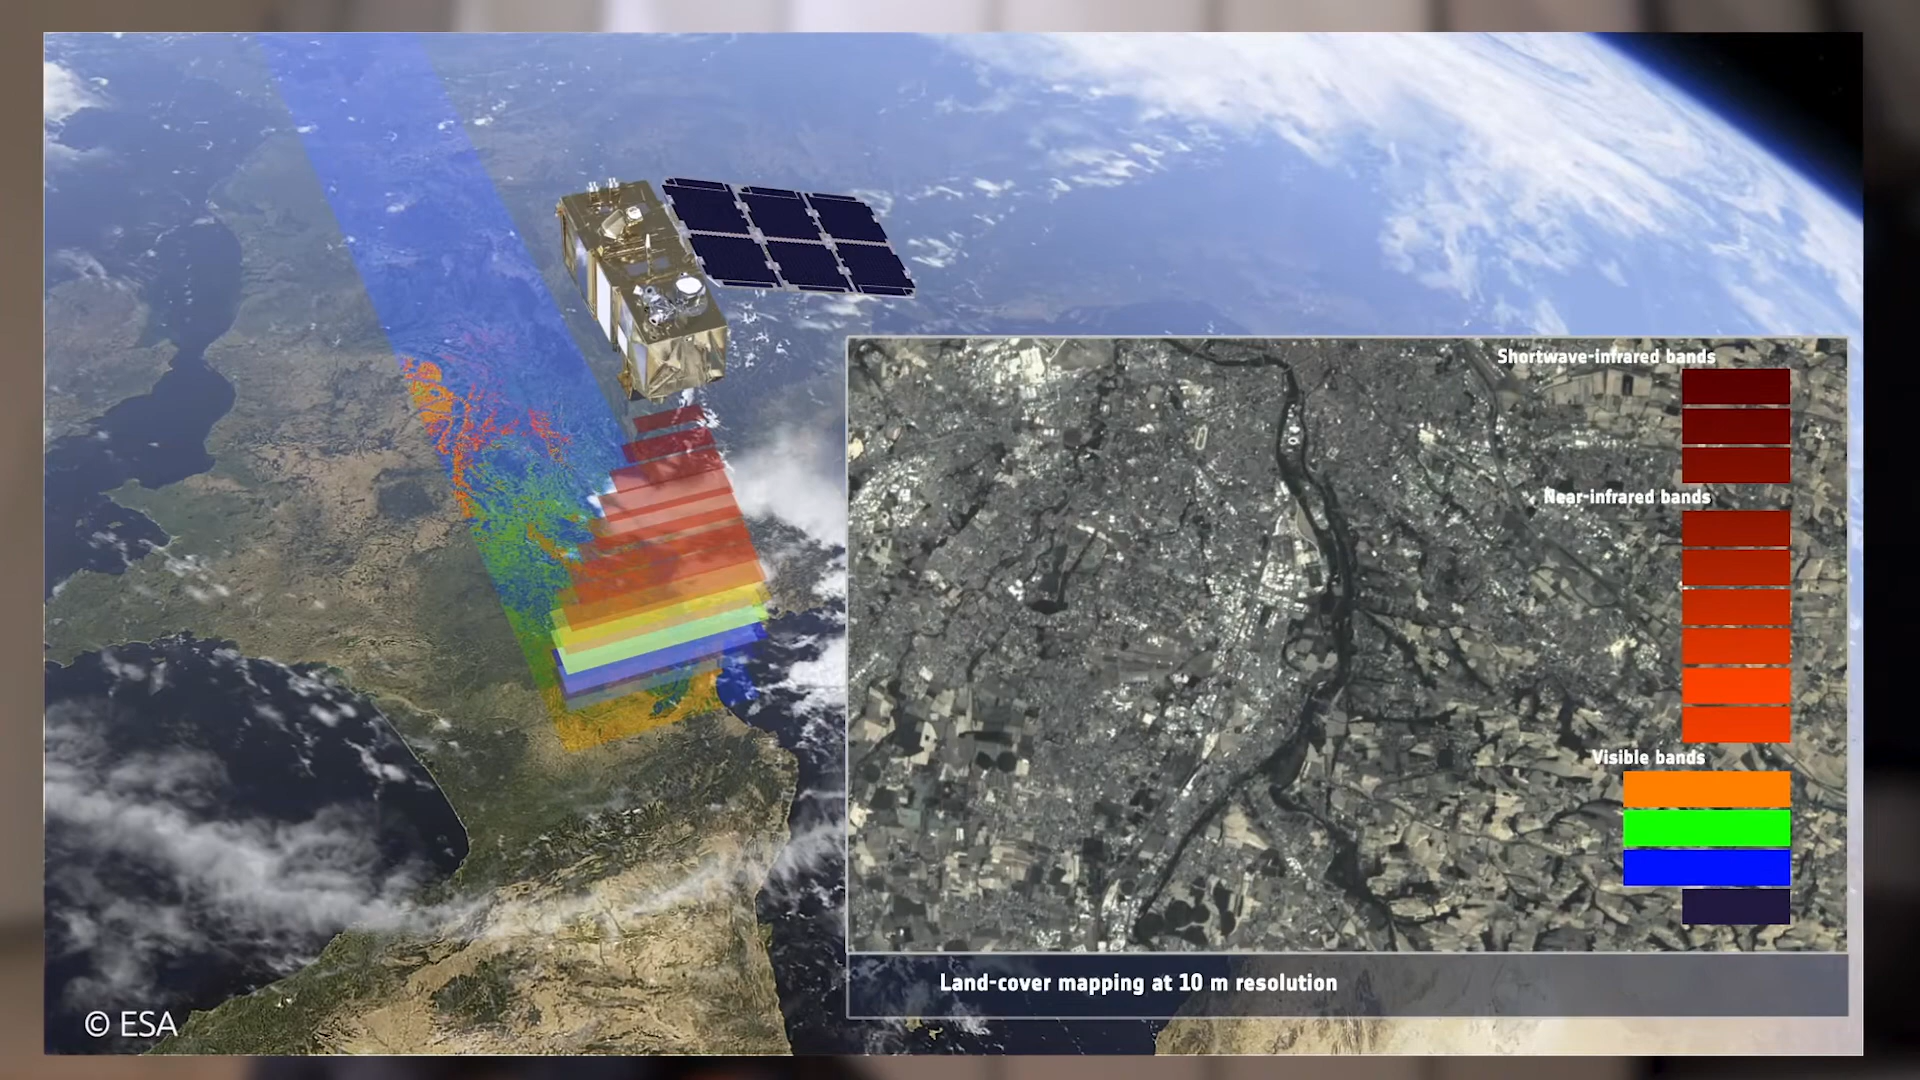 Shortwave-infrared bands
Near-infrared bands
Visible bands
Land-cover mapping at 10 m resolution
© ESA